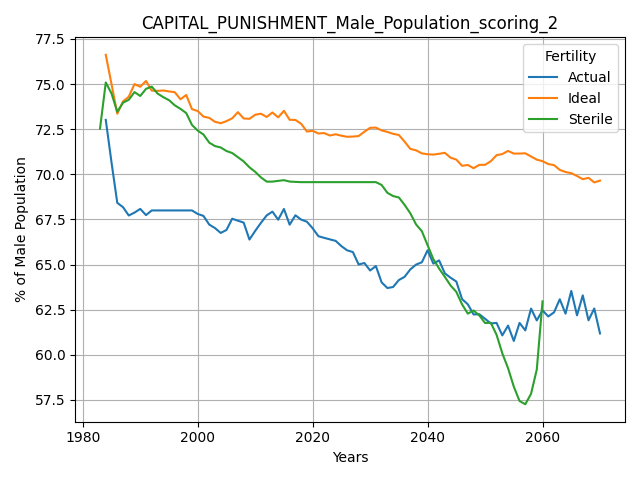 CAPITAL_PUNISHMENT_Male_Population_scoring_2
% of Male Population
77.5
75.0
72.5
70.0
67.5
65.0
62.5
60.0
57.5
Fertility
Actual
Ideal
Sterile
1980
2000
2020
2040
2060
Years